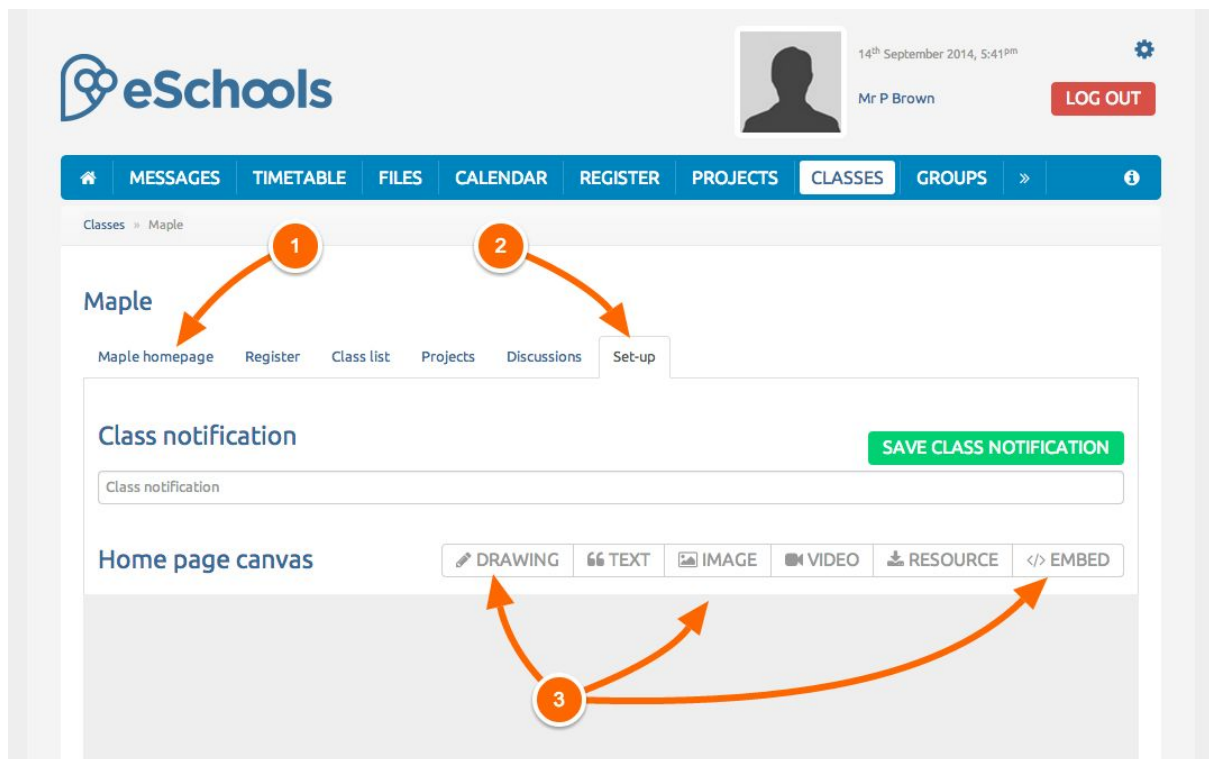 eSchools
14th September 2014, 5:41pm
Mr P Brown
LOG OUT
MESSAGES TIMETABLE FILES CALENDAR REGISTER PROJECTS CLASSES GROUPS »
Classes » Maple
1 2
Maple
Maple homepage Register Class list Projects Discussions Set-up
Class notification
SAVE CLASS NOTIFICATION
Class notification
Home page canvas DRAWING TEXT IMAGE VIDEO RESOURCE </> EMBED
3